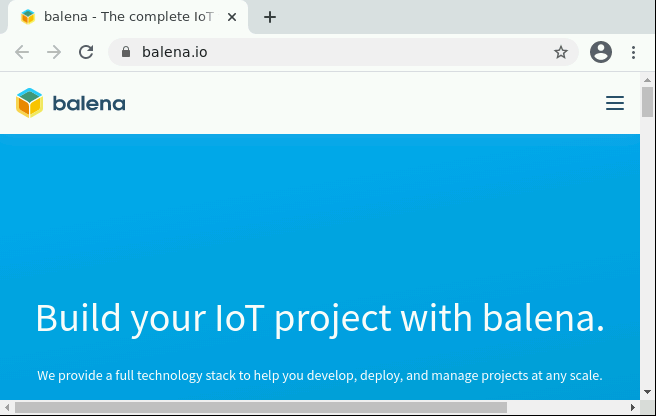 balena - The complete IoT
balena.io
balena
Build your IoT project with balena.
We provide a full technology stack to help you develop, deploy, and manage projects at any scale.